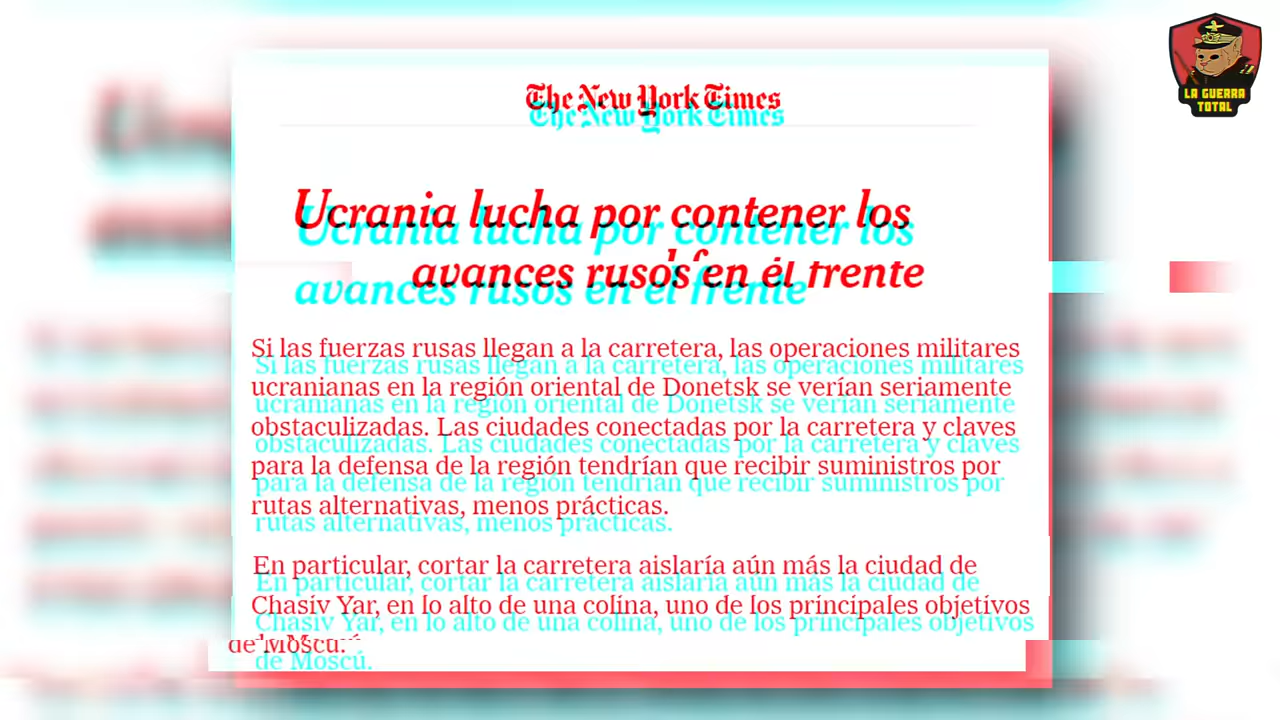 The New York Times
LA GUERRA
TOTAL
Ucrania lucha por contener los
avances rusos en el frente
Si las fuerzas rusas llegan a la carretera, las operaciones militares
ucranianas en la región oriental de Donetsk se verían seriamente
obstaculizadas. Las ciudades conectadas por la carretera y claves
para la defensa de la región tendrían que recibir suministros por
rutas alternativas, menos prácticas.
En particular, cortar la carretera aislaría aún más la ciudad de
Chasiv Yar, en lo alto de una colina, uno de los principales objetivos
de Moscú.